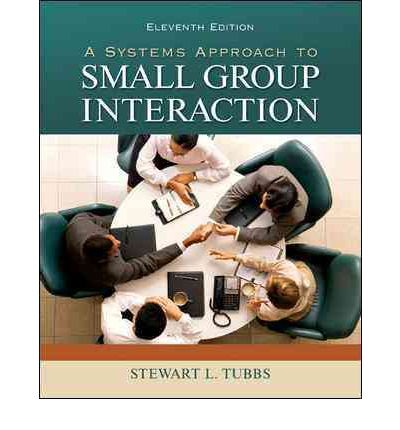 ELEVENTH EDITION
A SYSTEMS APPROACH TO
SMALL GROUP
INTERACTION
STEWART L. TUBBS